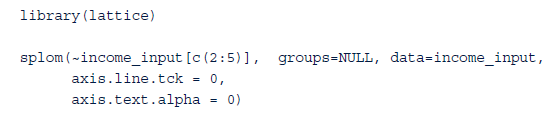 library(lattice)
splom(~income_input[c(2:5)], groups=NULL, data=income_input,
axis.line.tck = 0,
axis.text.alpha = 0)